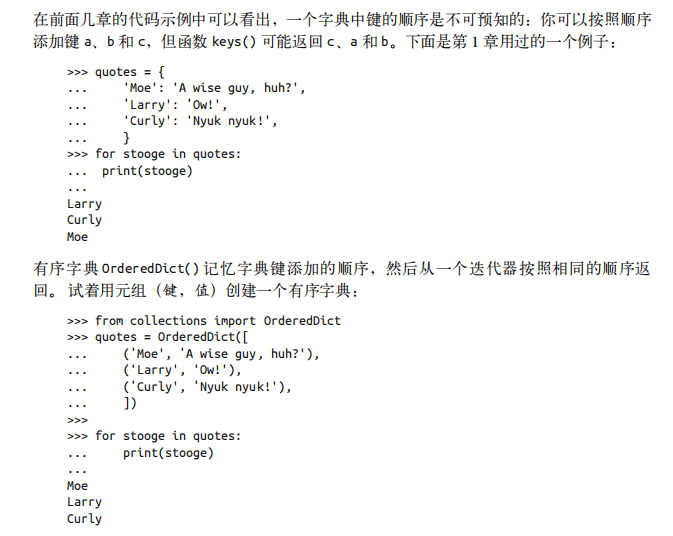 在前面几章的代码示例中可以看出，一个字典中键的顺序是不可预知的：你可以按照顺序
添加键 a、b 和 c，但函数 keys() 可能返回 c、a 和 b。下面是第 1 章用过的一个例子：
>>> quotes = {
...     'Moe': 'A wise guy, huh?',
...     'Larry': 'Ow!',
...     'Curly': 'Nyuk nyuk!',
...     }
>>> for stooge in quotes:
...  print(stooge)
...
Larry
Curly
Moe
有序字典 OrderedDict() 记忆字典键添加的顺序，然后从一个迭代器按照相同的顺序返
回。试着用元组（键，值）创建一个有序字典：
>>> from collections import OrderedDict
>>> quotes = OrderedDict([
...     ('Moe', 'A wise guy, huh?'),
...     ('Larry', 'Ow!'),
...     ('Curly', 'Nyuk nyuk!'),
...     ])
>>>
>>> for stooge in quotes:
...     print(stooge)
...
Moe
Larry
Curly